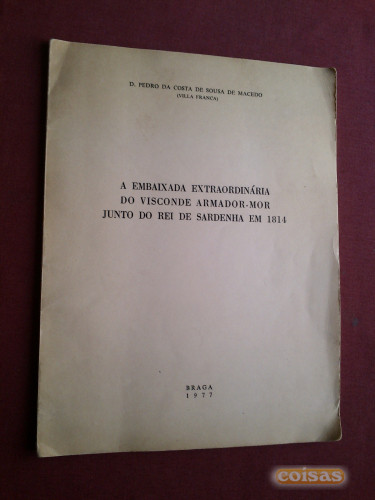 D. PEDRO DA COSTA DE SOUSA DE MACEDO
(VILLA FRANCA)
A EMBAIXADA EXTRAORDINÁRIA
DO VISCONDE ARMADOR-MOR
JUNTO DO REI DE SARDENHA EM 1814
BRAGA
1977
coisas